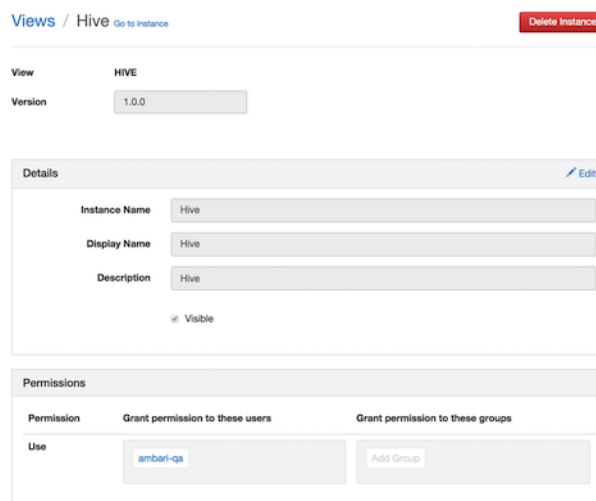 Views / Hive Go to instance
Delete Instance
View HIVE
Version 1.0.0
Details
Edit
Instance Name Hive
Display Name Hive
Description Hive
Visible
Permissions
Permission Grant permission to these users Grant permission to these groups
Use ambari-qa Add Group